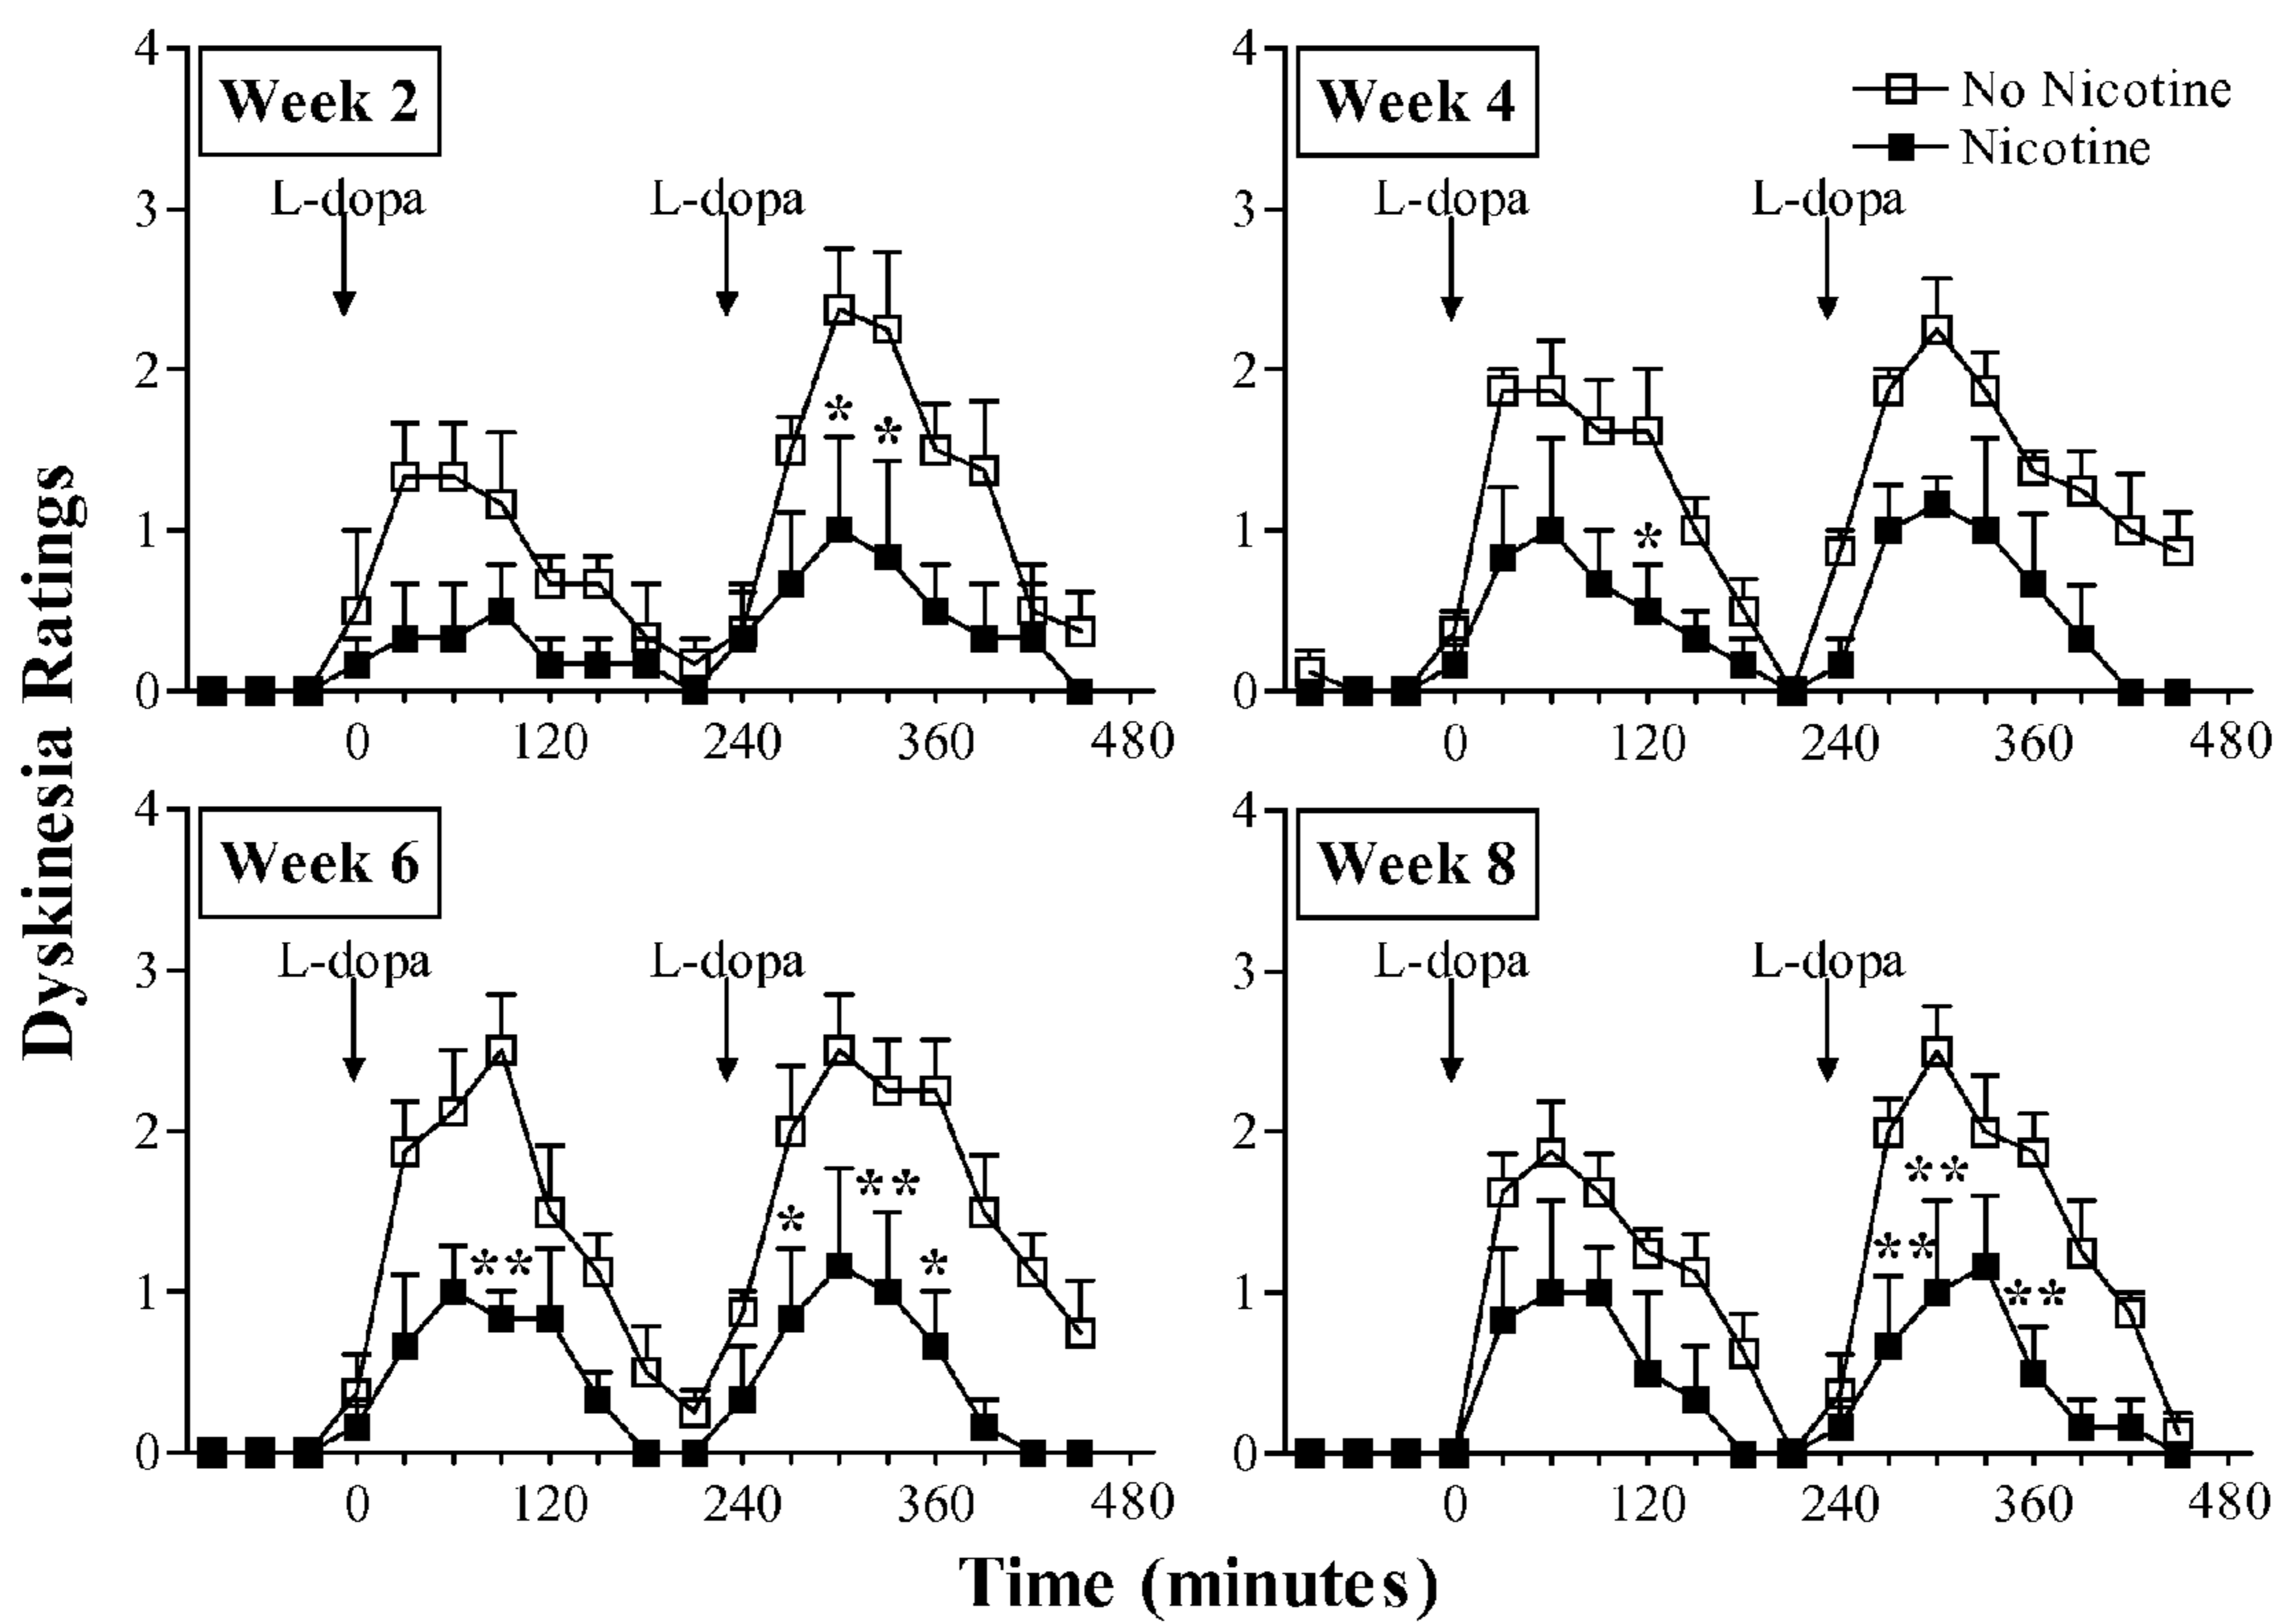 Dyskinesia Ratings
Week 2
4
3
2
1
0
L-dopa
L-dopa
*
*
0 120 240 360 480
Week 4
No Nicotine
Nicotine
4
3
2
1
0
L-dopa
L-dopa
*
0 120 240 360 480
Week 6
4
3
2
1
0
L-dopa
L-dopa
**
*
**
*
0 120 240 360 480
Week 8
4
3
2
1
0
L-dopa
L-dopa
**
**
**
0 120 240 360 480
Time (minutes)